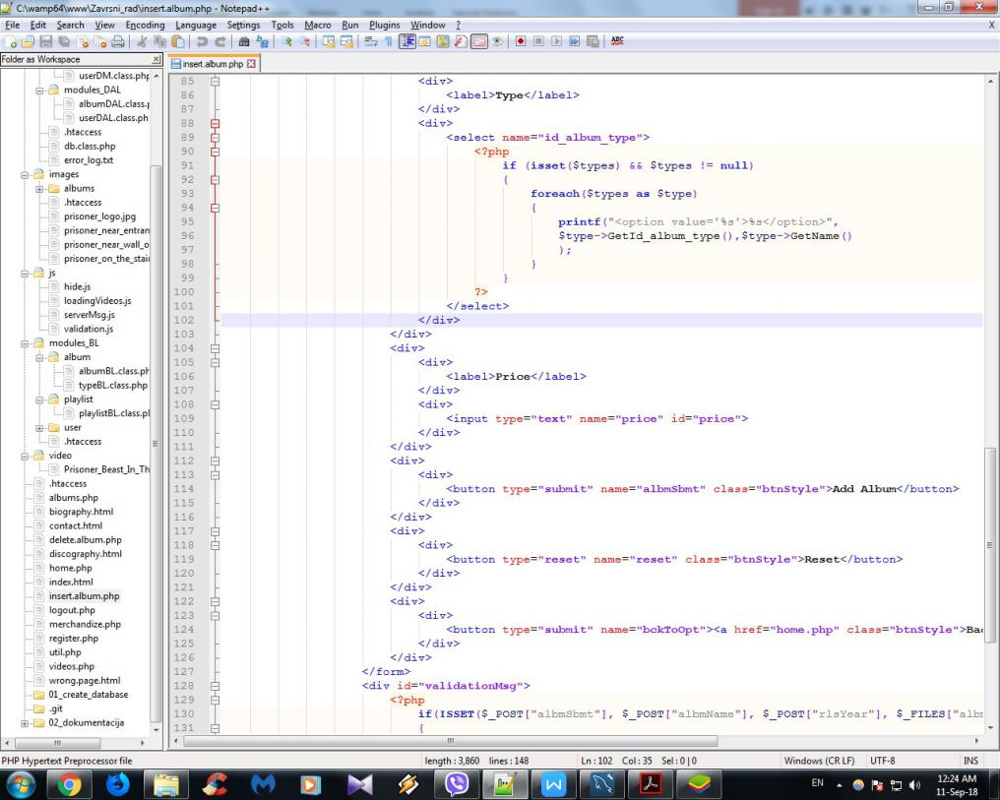 C:\wamp64\www\Zavrsni_rad\insert.album.php - Notepad++
File Edit Search View Encoding Language Settings Tools Macro Run Plugins Window ? X
ABC
Folder as Workspace
insert.album.php
userDM.class.php
modules_DAL
albumDAL.class.
userDAL.class.ph
.htaccess
db.class.php
error_log.txt
images
albums
.htaccess
prisoner_logo.jpg
prisoner_near_entran
prisoner_near_wall_o
prisoner_on_the_stai
js
hide.js
loadingVideos.js
serverMsg.js
validation.js
modules_BL
album
albumBL.class.ph
typeBL.class.php
playlist
playlistBL.class.pl
user
.htaccess
video
Prisoner_Beast_In_Th
.htaccess
albums.php
biography.html
contact.html
delete.album.php
discography.html
home.php
index.html
insert.album.php
logout.php
merchandize.php
register.php
util.php
videos.php
wrong.page.html
01_create_database
.git
02_dokumentacija
85 <div>
86 <label>Type</label>
87 </div>
88 <div>
89 <select name="id_album_type">
90 <?php
91 if (isset($types) && $types != null)
92 {
93 foreach($types as $type)
94 {
95 printf("<option value='%s'>%s</option>",
96 $type->GetId_album_type(),$type->GetName()
97 );
98 }
99 }
100 ?>
101 </select>
102 </div>
103 </div>
104 <div>
105 <div>
106 <label>Price</label>
107 </div>
108 <div>
109 <input type="text" name="price" id="price">
110 </div>
111 </div>
112 <div>
113 <div>
114 <button type="submit" name="albmSbmt" class="btnStyle">Add Album</button>
115 </div>
116 </div>
117 <div>
118 <div>
119 <button type="reset" name="reset" class="btnStyle">Reset</button>
120 </div>
121 </div>
122 <div>
123 <div>
124 <button type="submit" name="bckToOpt"><a href="home.php" class="btnStyle">Bac
125 </div>
126 </div>
127 </form>
128 <div id="validationMsg">
129 <?php
130 if(ISSET($_POST["albmSbmt"], $_POST["albmName"], $_POST["rlsYear"], $_FILES["albm
131 {
PHP Hypertext Preprocessor file length : 3,860 lines : 148 Ln : 102 Col : 35 Sel : 0 | 0 Windows (CR LF) UTF-8 INS
EN 12:24 AM
11-Sep-18